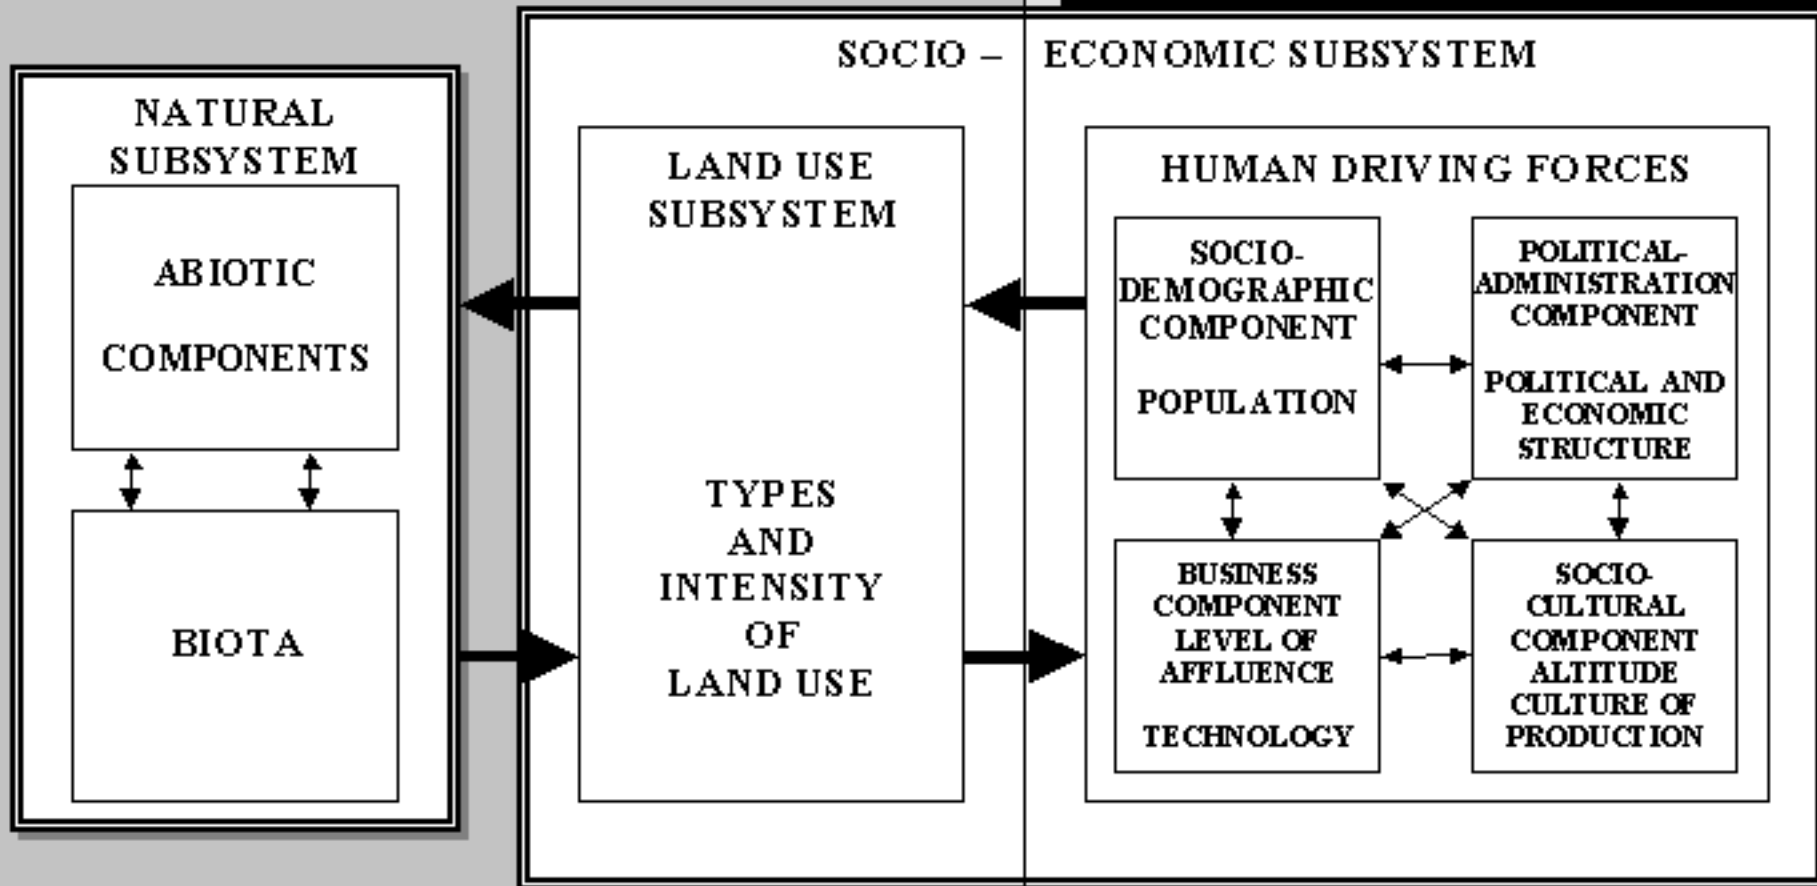 SOCIO – ECONOMIC SUBSYSTEM
NATURAL
SUBSYSTEM
ABIOTIC
COMPONENTS
BIOTA
LAND USE
SUBSYSTEM
TYPES
AND
INTENSITY
OF
LAND USE
HUMAN DRIVING FORCES
SOCIO-
DEMOGRAPHIC
COMPONENT
POPULATION
POLITICAL-
ADMINISTRATION
COMPONENT
POLITICAL AND
ECONOMIC
STRUCTURE
BUSINESS
COMPONENT
LEVEL OF
AFFLUENCE
TECHNOLOGY
SOCIO-
CULTURAL
COMPONENT
ALTITUDE
CULTURE OF
PRODUCTION